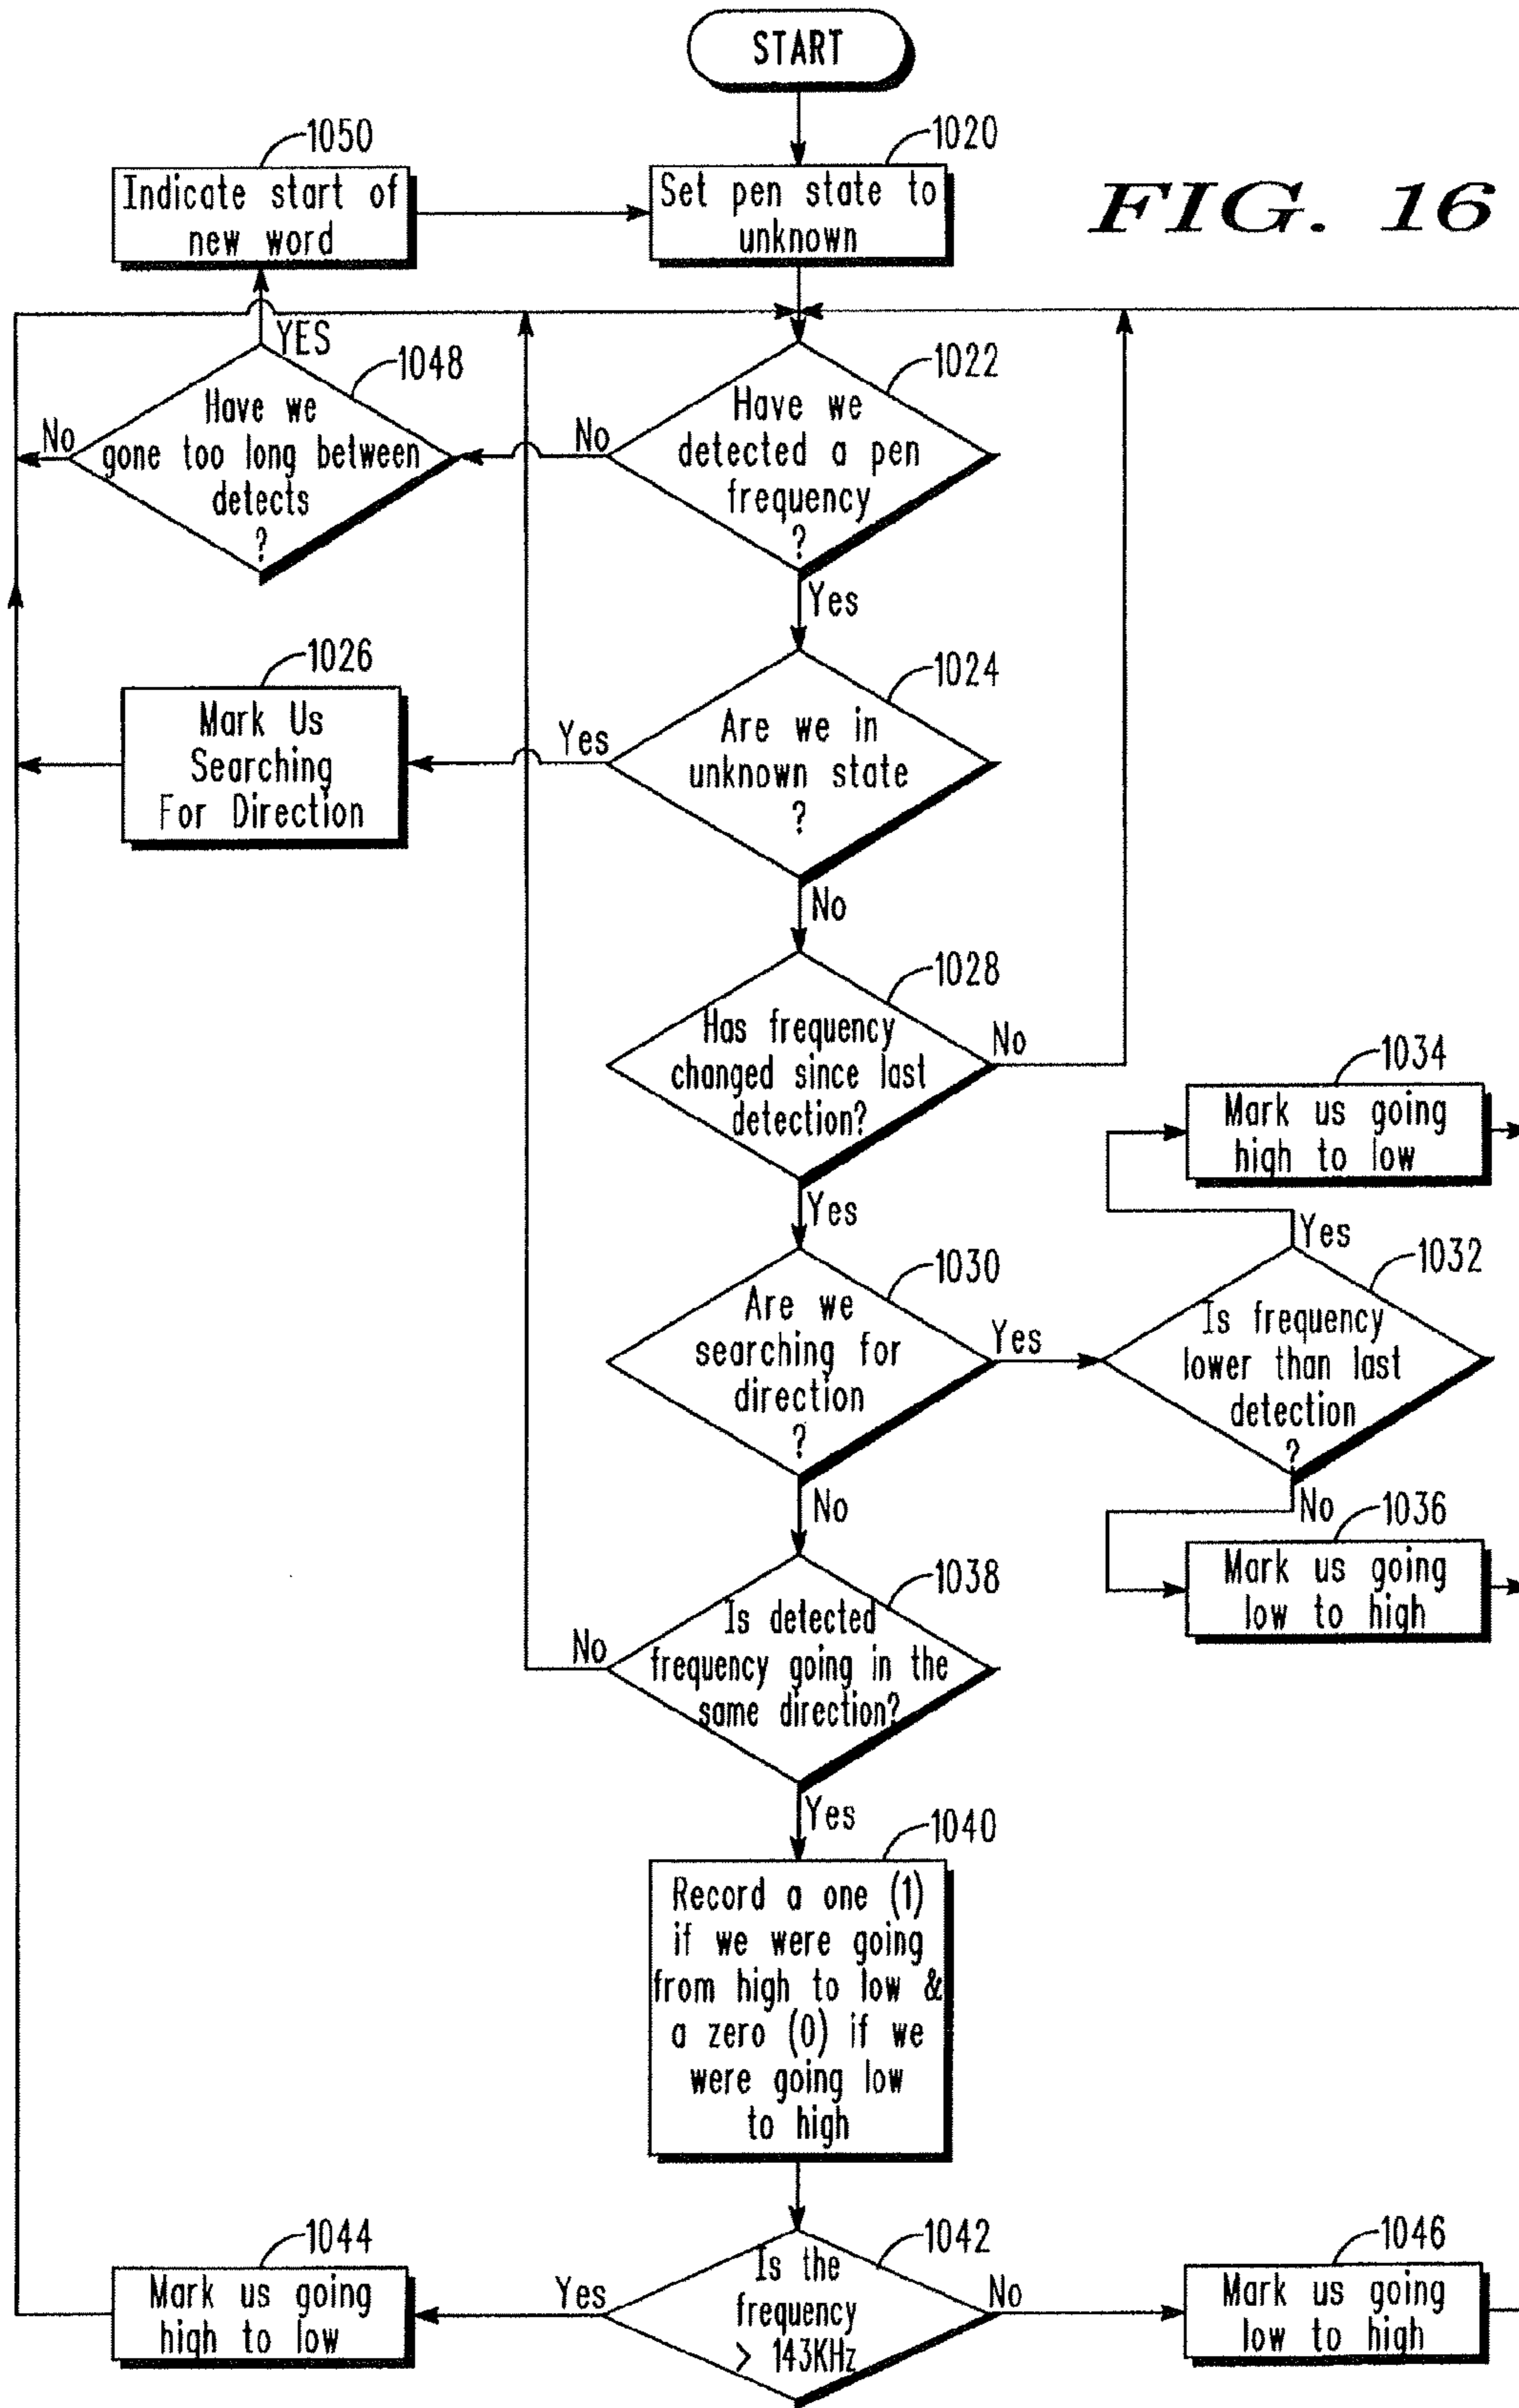 START
1050
Indicate start of
new word
1020
Set pen state to
unknown
FIG. 16
YES
1048
Have we
gone too long between
detects
?
No
No
1022
Have we
detected a pen
frequency
?
Yes
1026
Mark Us
Searching
For Direction
Yes
1024
Are we in
unknown state
?
No
1028
Has frequency
changed since last
detection?
No
Yes
1034
Mark us going
high to low
Yes
1030
Are we
searching for
direction
?
Yes
1032
Is frequency
lower than last
detection
?
No
No
1036
Mark us going
low to high
1038
Is detected
frequency going in the
same direction?
No
Yes
1040
Record a one (1)
if we were going
from high to low &
a zero (0) if we
were going low
to high
1044
Mark us going
high to low
Yes
1042
Is the
frequency
> 143KHz
No
1046
Mark us going
low to high